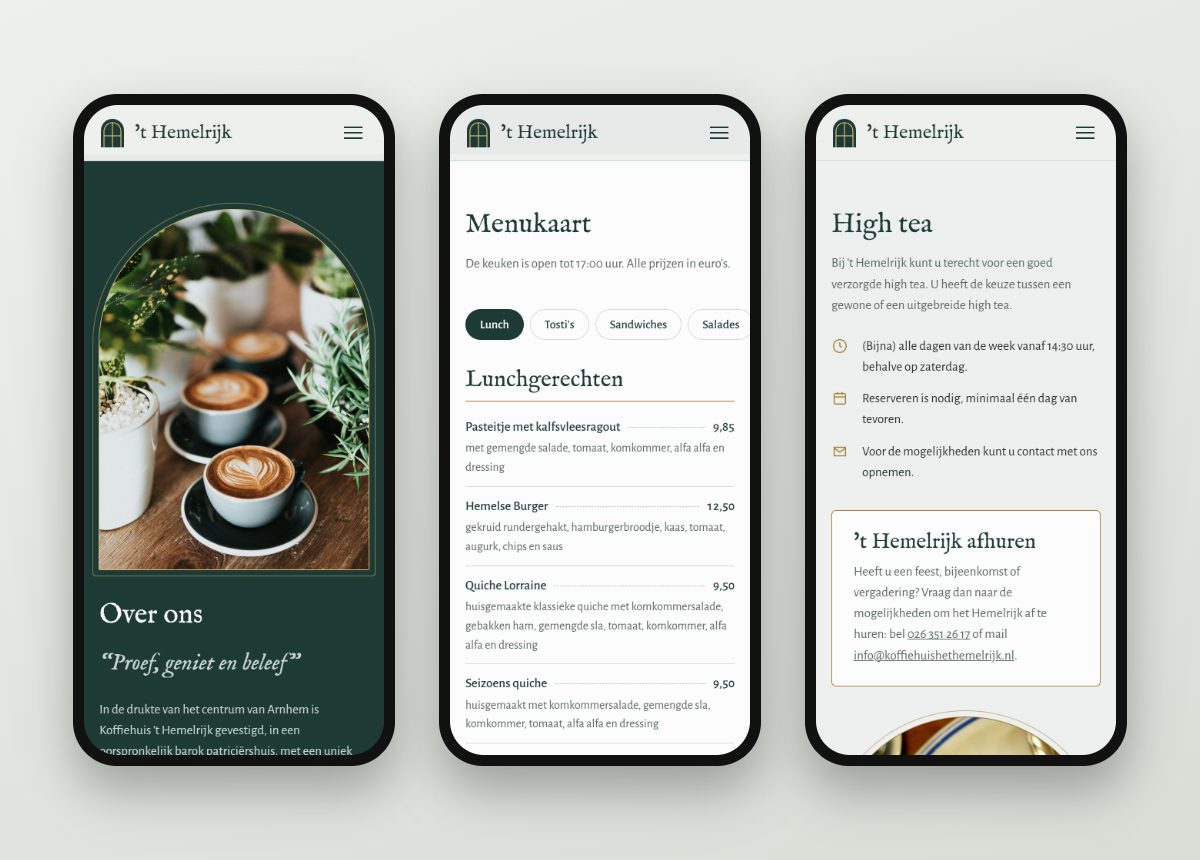 ’t Hemelrijk
Over ons
“Proef, geniet en beleef”
In de drukte van het centrum van Arnhem is
Koffiehuis 't Hemelrijk gevestigd, in een
oorspronkelijk barok patriciërshuis, met een uniek
’t Hemelrijk
Menukaart
De keuken is open tot 17:00 uur. Alle prijzen in euro's.
Lunch Tosti's Sandwiches Salades
Lunchgerechten
Pasteitje met kalfsvleesragout 9,85
met gemengde salade, tomaat, komkommer, alfa alfa en
dressing
Hemelse Burger 12,50
gekruid rundergehakt, hamburgerbroodje, kaas, tomaat,
augurk, chips en saus
Quiche Lorraine 9,50
huisgemaakte klassieke quiche met komkommersalade,
gebakken ham, gemengde sla, tomaat, komkommer, alfa
alfa en dressing
Seizoens quiche 9,50
huisgemaakt met komkommersalade, gemengde sla,
komkommer, tomaat, alfa alfa en dressing
’t Hemelrijk
High tea
Bij 't Hemelrijk kunt u terecht voor een goed
verzorgde high tea. U heeft de keuze tussen een
gewone of een uitgebreide high tea.
(Bijna) alle dagen van de week vanaf 14:30 uur,
behalve op zaterdag.
Reserveren is nodig, minimaal één dag van
tevoren.
Voor de mogelijkheden kunt u contact met ons
opnemen.
’t Hemelrijk afhuren
Heeft u een feest, bijeenkomst of
vergadering? Vraag dan naar de
mogelijkheden om het Hemelrijk af te
huren: bel 026 351 26 17 of mail
info@koffiehuishethemelrijk.nl.